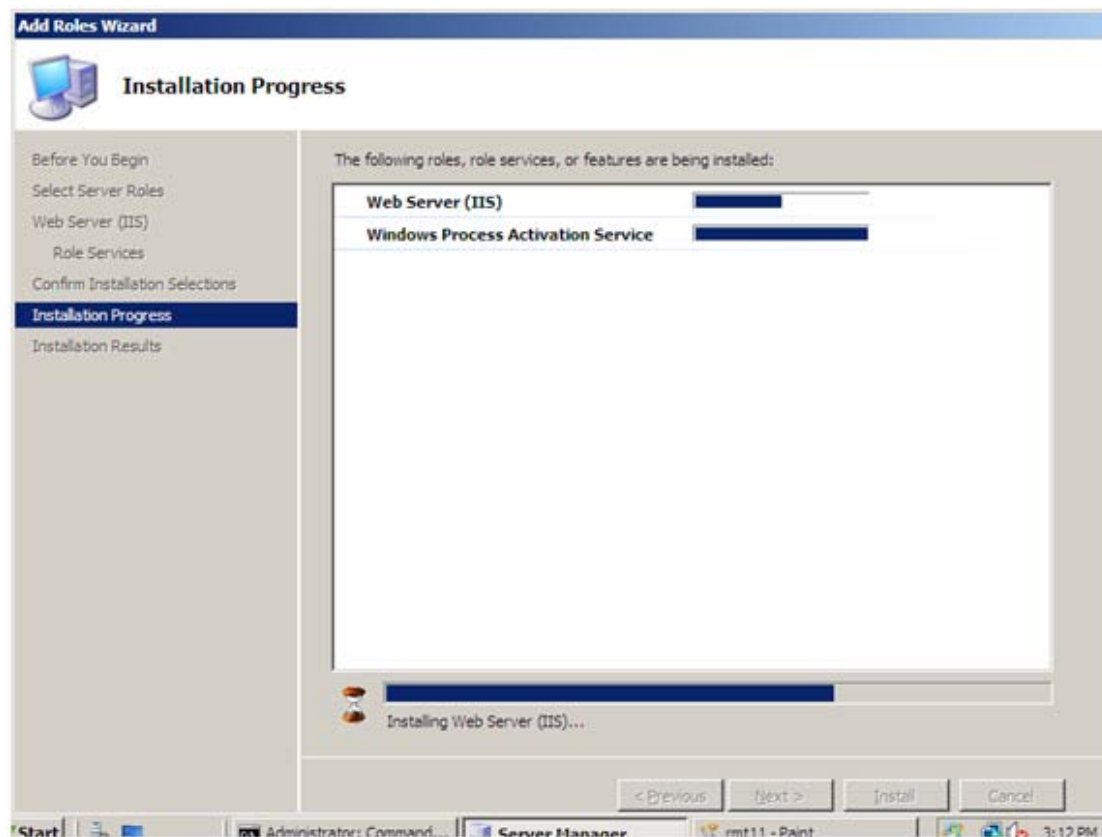 Add Roles Wizard
Installation Progress
Before You Begin
Select Server Roles
Web Server (IIS)
Role Services
Confirm Installation Selections
Installation Progress
Installation Results
The following roles, role services, or features are being installed:
Web Server (IIS)
Windows Process Activation Service
Installing Web Server (IIS)...
< Previous
Next >
Install
Cancel
Start
Administrator: Command...
Server Manager
rmt11 - Paint
3:12 PM